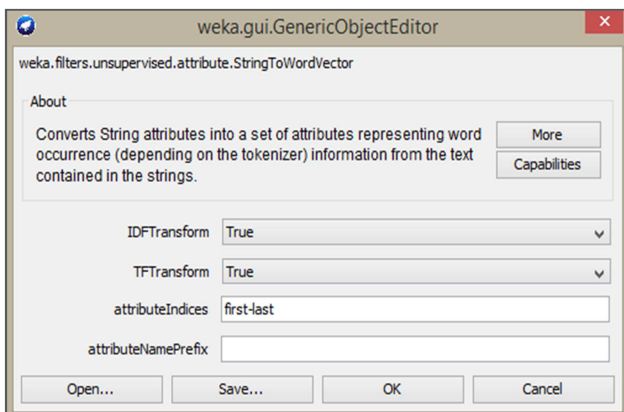 weka.gui.GenericObjectEditor
weka.filters.unsupervised.attribute.StringToWordVector
About
Converts String attributes into a set of attributes representing word
occurrence (depending on the tokenizer) information from the text
contained in the strings.
More
Capabilities
IDFTransform True
TFTransform True
attributeIndices first-last
attributeNamePrefix
Open... Save... OK Cancel